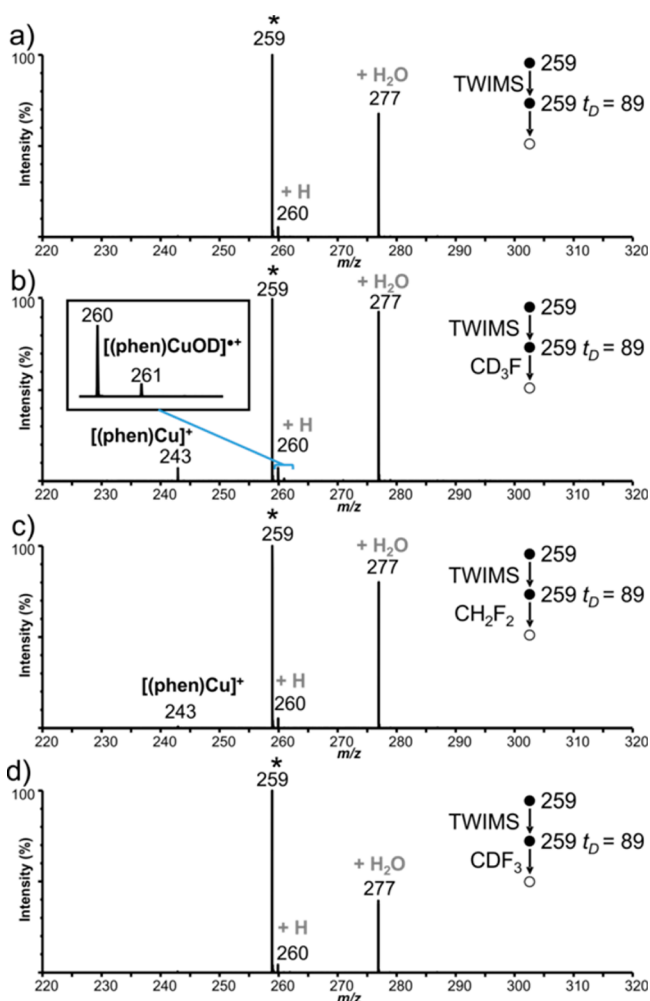 a)
*
259
100
+ H₂O
277
259
TWIMS
259 t_D = 89
Intensity (%)
+ H
260
220 230 240 250 260 270 280 290 300 310 320
m/z
b)
*
259
100
+ H₂O
277
259
TWIMS
259 t_D = 89
CD₃F
260
[(phen)CuOD]•+
261
Intensity (%)
[(phen)Cu]+
243
+ H
260
220 230 240 250 260 270 280 290 300 310 320
m/z
c)
*
259
100
+ H₂O
277
259
TWIMS
259 t_D = 89
CH₂F₂
Intensity (%)
[(phen)Cu]+
243
+ H
260
220 230 240 250 260 270 280 290 300 310 320
m/z
d)
*
259
100
+ H₂O
277
259
TWIMS
259 t_D = 89
CDF₃
Intensity (%)
+ H
260
220 230 240 250 260 270 280 290 300 310 320
m/z